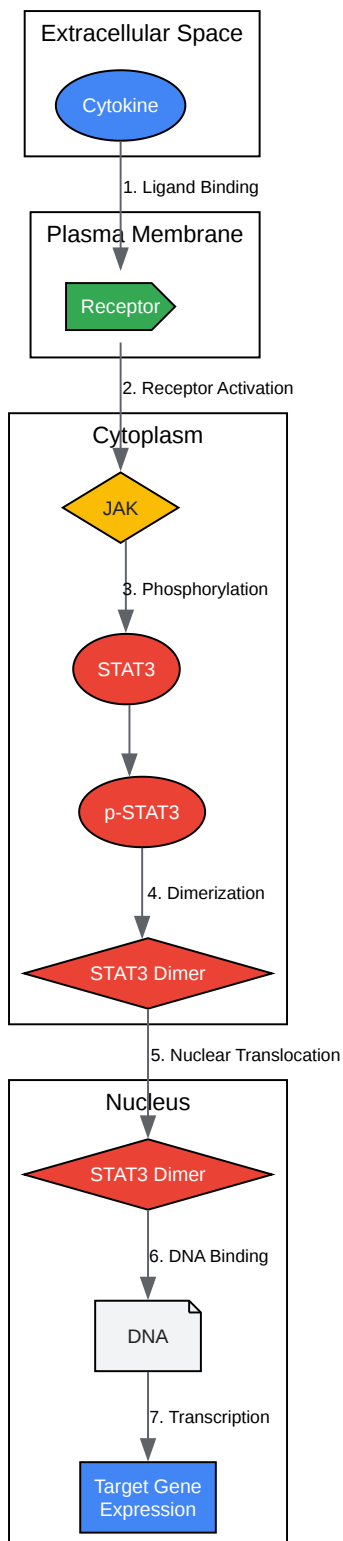 Extracellular Space
Cytokine
1. Ligand Binding
Plasma Membrane
Receptor
2. Receptor Activation
Cytoplasm
JAK
3. Phosphorylation
STAT3
p-STAT3
4. Dimerization
STAT3 Dimer
5. Nuclear Translocation
Nucleus
STAT3 Dimer
6. DNA Binding
DNA
7. Transcription
Target Gene
Expression